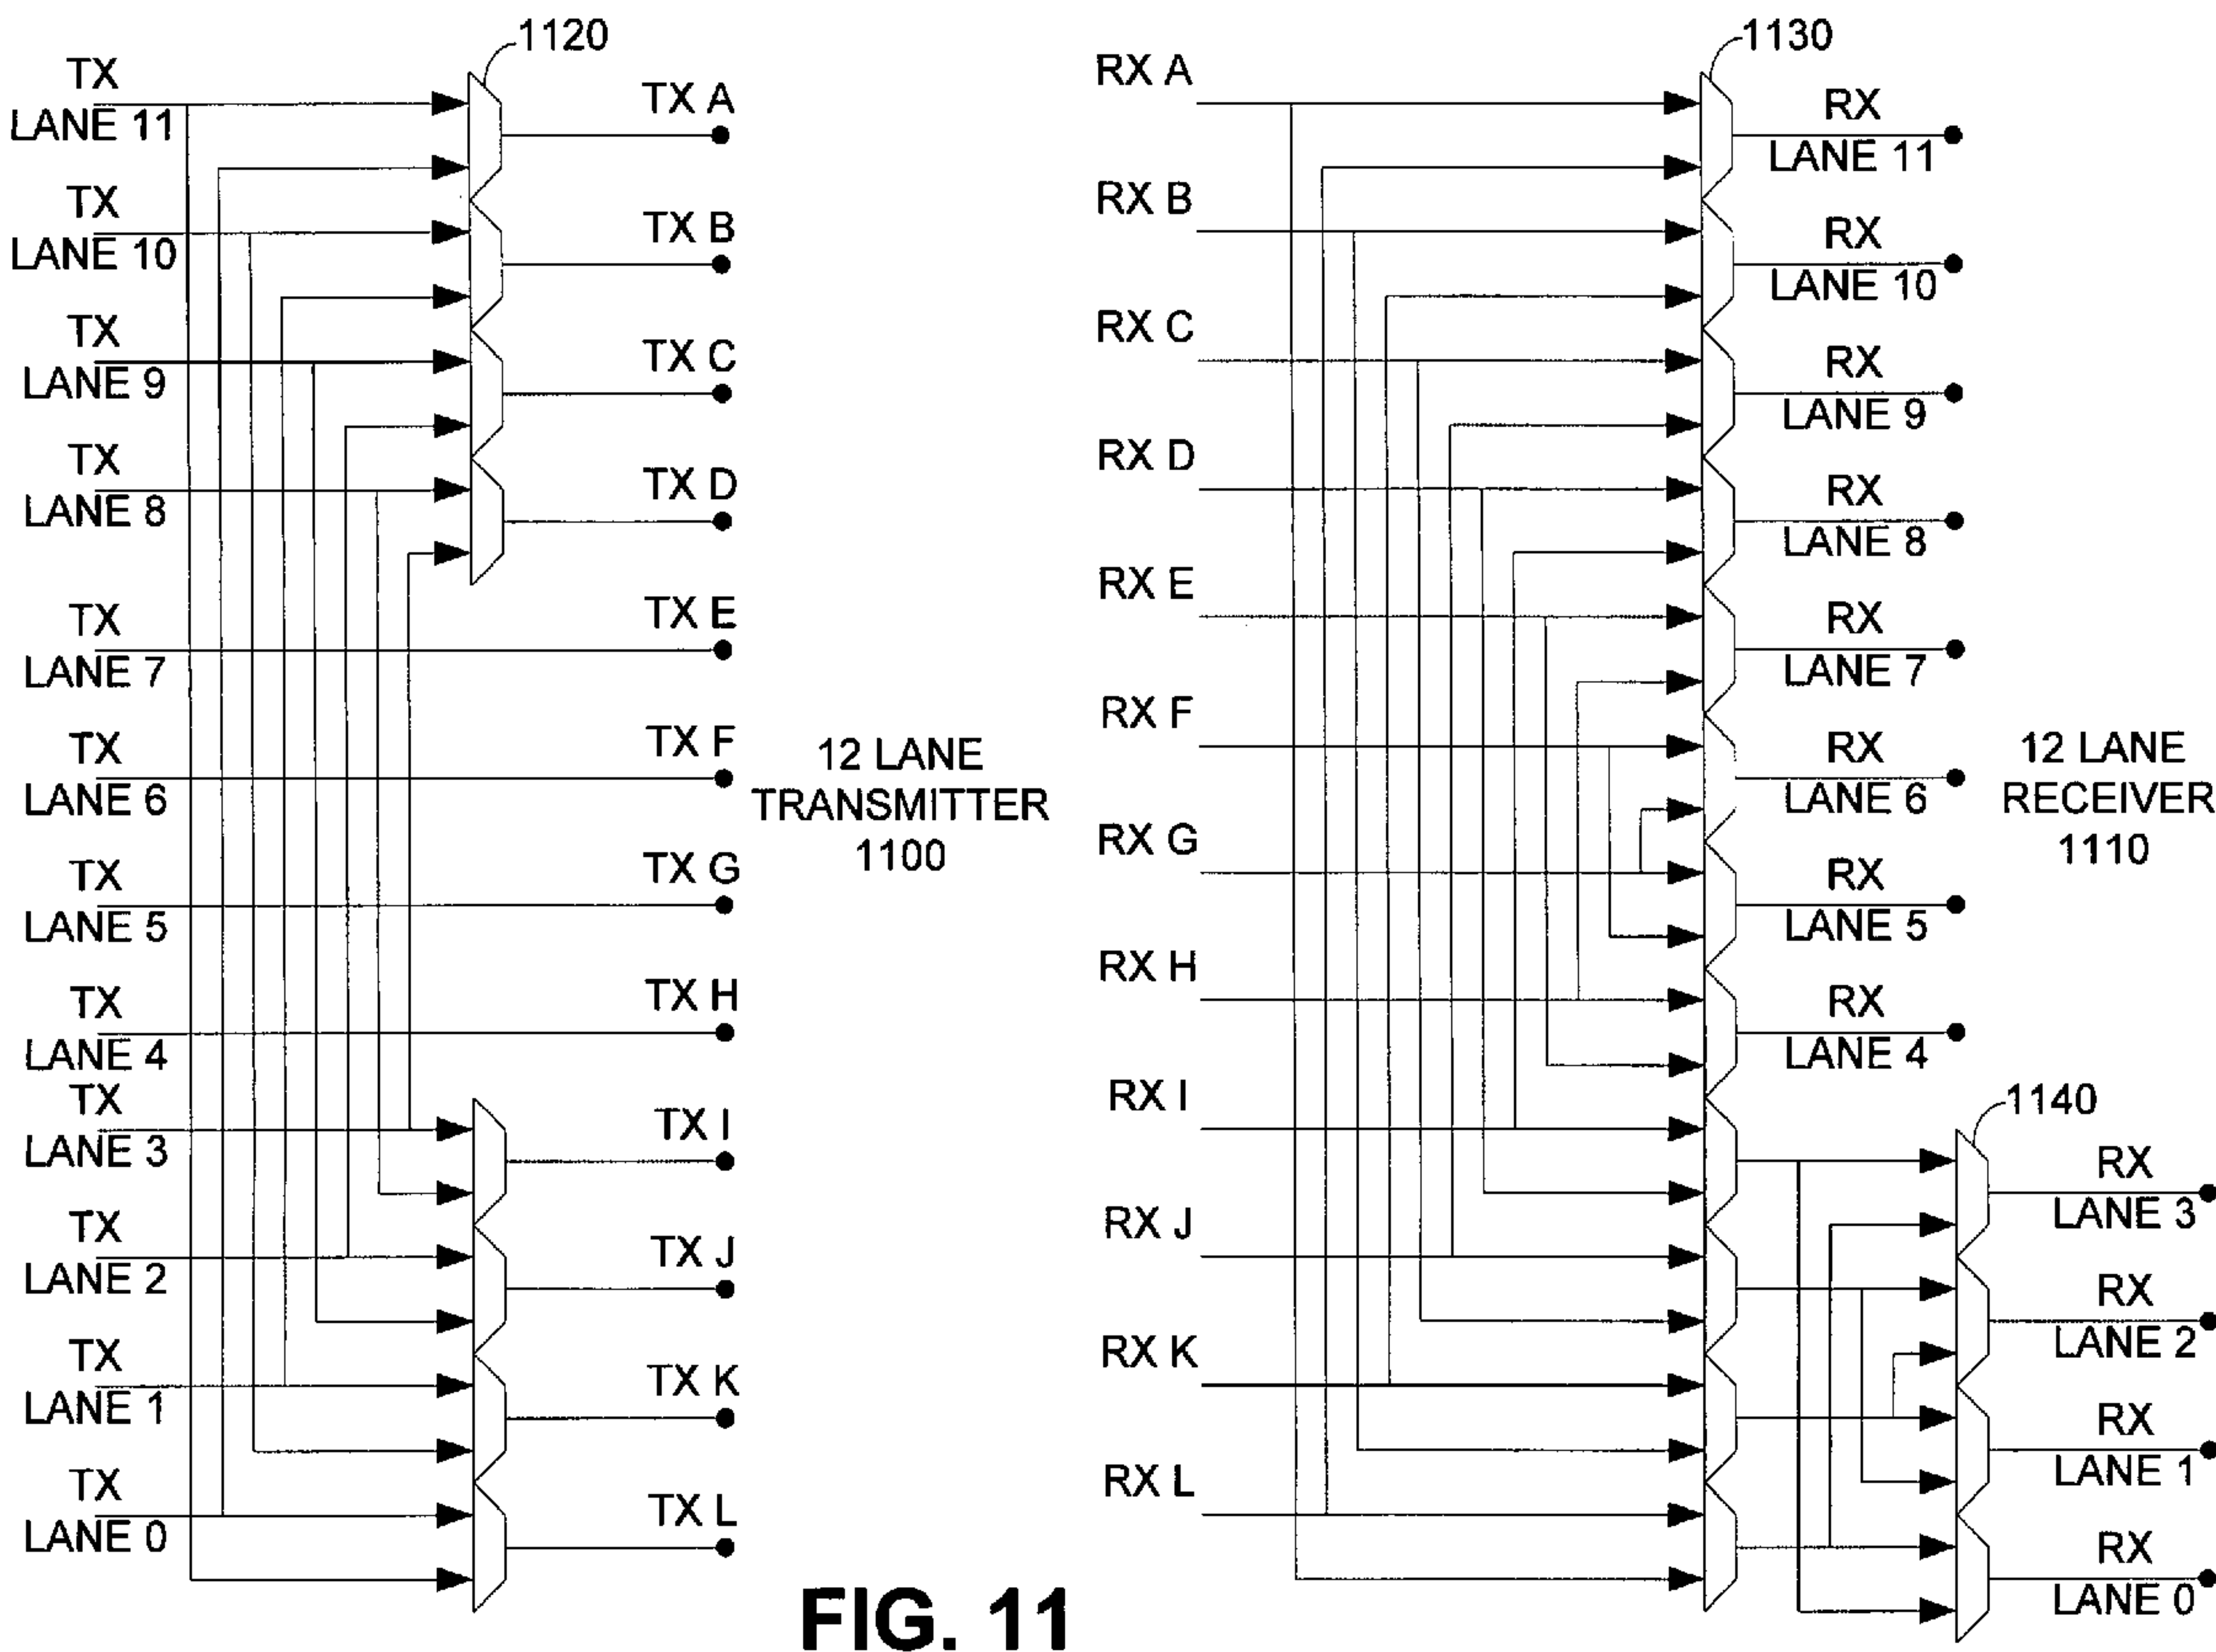 1120
TX
LANE 11
TX A
TX
LANE 10
TX B
TX
LANE 9
TX C
TX
LANE 8
TX D
TX
LANE 7
TX E
TX
LANE 6
TX F
TX
LANE 5
TX G
TX
LANE 4
TX H
TX
LANE 3
TX I
TX
LANE 2
TX J
TX
LANE 1
TX K
TX
LANE 0
TX L
12 LANE
TRANSMITTER
1100
1130
RX A
RX B
RX C
RX D
RX E
RX F
RX G
RX H
RX I
RX J
RX K
RX L
RX
LANE 11
RX
LANE 10
RX
LANE 9
RX
LANE 8
RX
LANE 7
RX
LANE 6
RX
LANE 5
RX
LANE 4
12 LANE
RECEIVER
1110
1140
RX
LANE 3
RX
LANE 2
RX
LANE 1
RX
LANE 0
FIG. 11